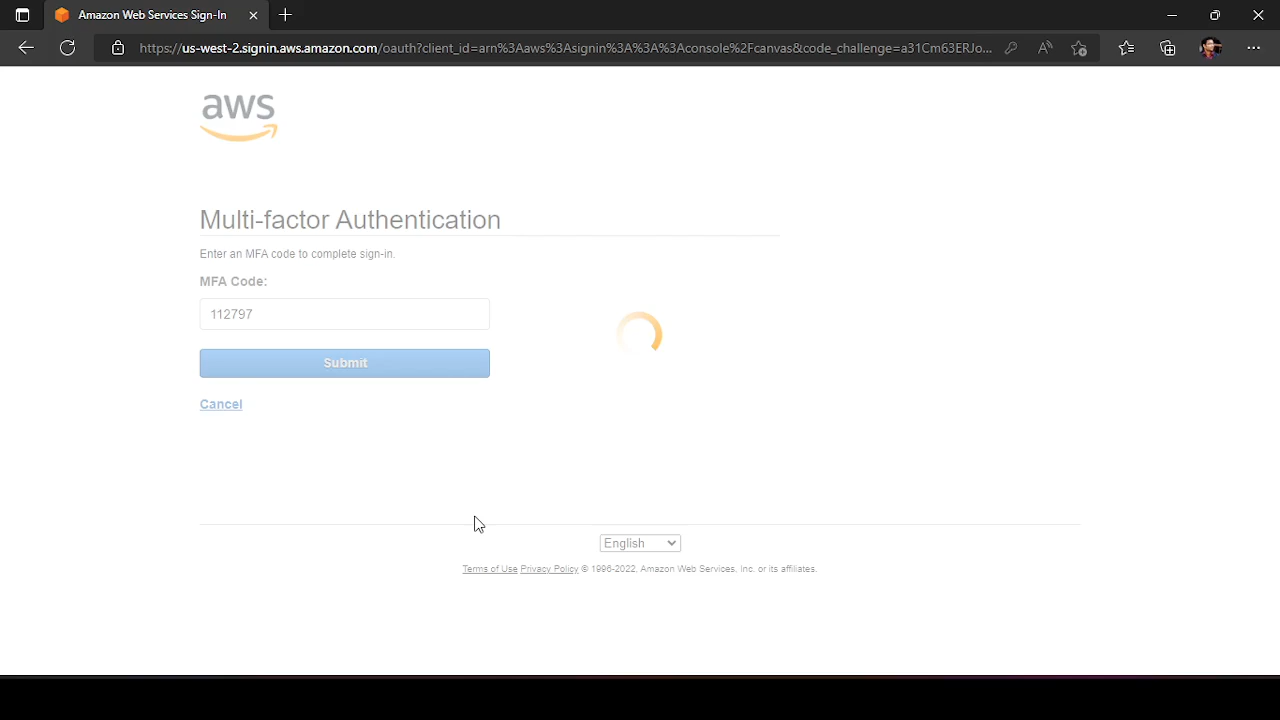 Amazon Web Services Sign-In
https://us-west-2.signin.aws.amazon.com/oauth?client_id=arn%3Aaws%3Asignin%3A%3A%3Aconsole%2Fcanvas&code_challenge=a31Cm63ERJo...
aws
Multi-factor Authentication
Enter an MFA code to complete sign-in.
MFA Code:
112797
Submit
Cancel
English
Terms of Use Privacy Policy © 1996-2022, Amazon Web Services, Inc. or its affiliates.